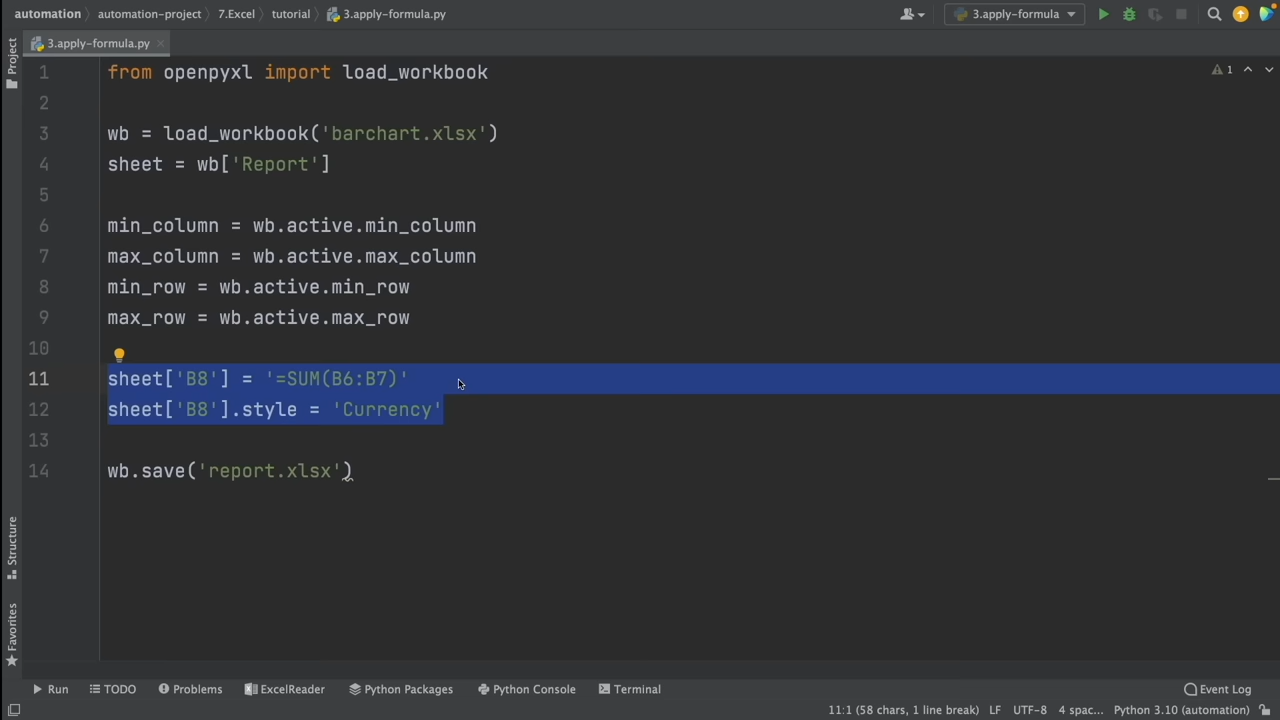 automation automation-project 7.Excel tutorial 3.apply-formula.py 3.apply-formula
Project 3.apply-formula.py
1 from openpyxl import load_workbook 1
2
3 wb = load_workbook('barchart.xlsx')
4 sheet = wb['Report']
5
6 min_column = wb.active.min_column
7 max_column = wb.active.max_column
8 min_row = wb.active.min_row
9 max_row = wb.active.max_row
10
11 sheet['B8'] = '=SUM(B6:B7)'
12 sheet['B8'].style = 'Currency'
13
14 wb.save('report.xlsx')
Structure
Favorites
Run TODO Problems ExcelReader Python Packages Python Console Terminal Event Log
11:1 (58 chars, 1 line break) LF UTF-8 4 spac... Python 3.10 (automation)